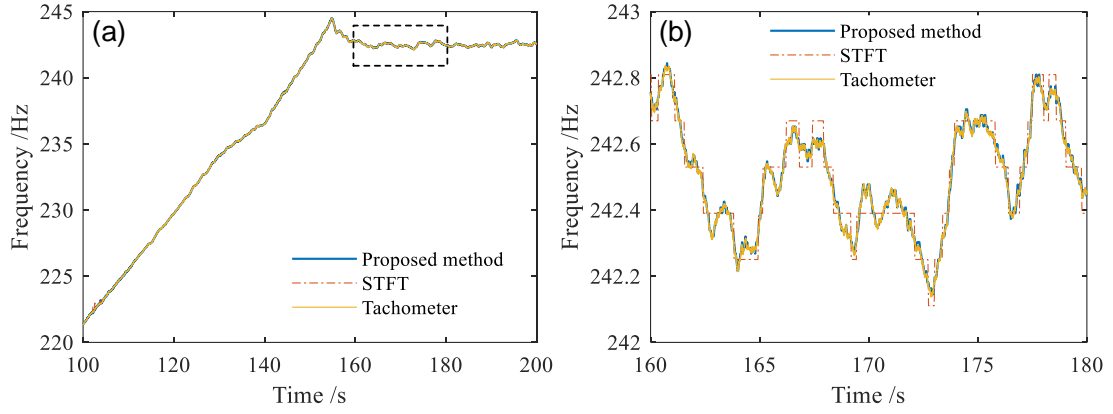 (a)
245
240
235
230
225
220
Frequency /Hz
Proposed method
STFT
Tachometer
100 120 140 160 180 200
Time /s
(b)
243
242.8
242.6
242.4
242.2
242
Frequency /Hz
Proposed method
STFT
Tachometer
160 165 170 175 180
Time /s